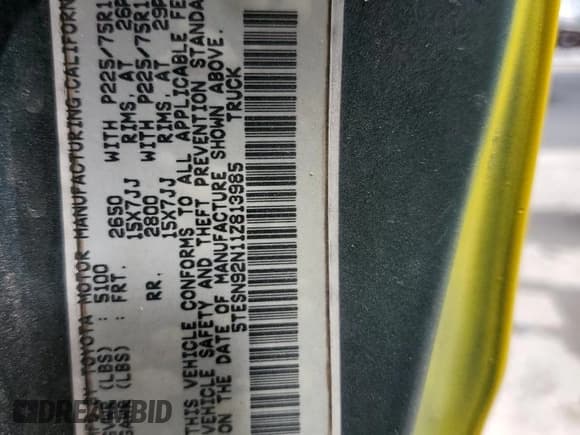 TOYOTA MOTOR MANUFACTURING CALIFORN
(LBS) : 5100
(LBS) FRT. 2650 WITH P225/75R1
15X7JJ RIMS, AT 26P
RR. 2800 WITH P225/75R1
15X7JJ RIMS, AT 29P
THIS VEHICLE CONFORMS TO ALL APPLICABLE FE
VEHICLE SAFETY AND THEFT PREVENTION STANDA
ON THE DATE OF MANUFACTURE SHOWN ABOVE.
5TESN92N11Z813985 TRUCK
DREAMBID